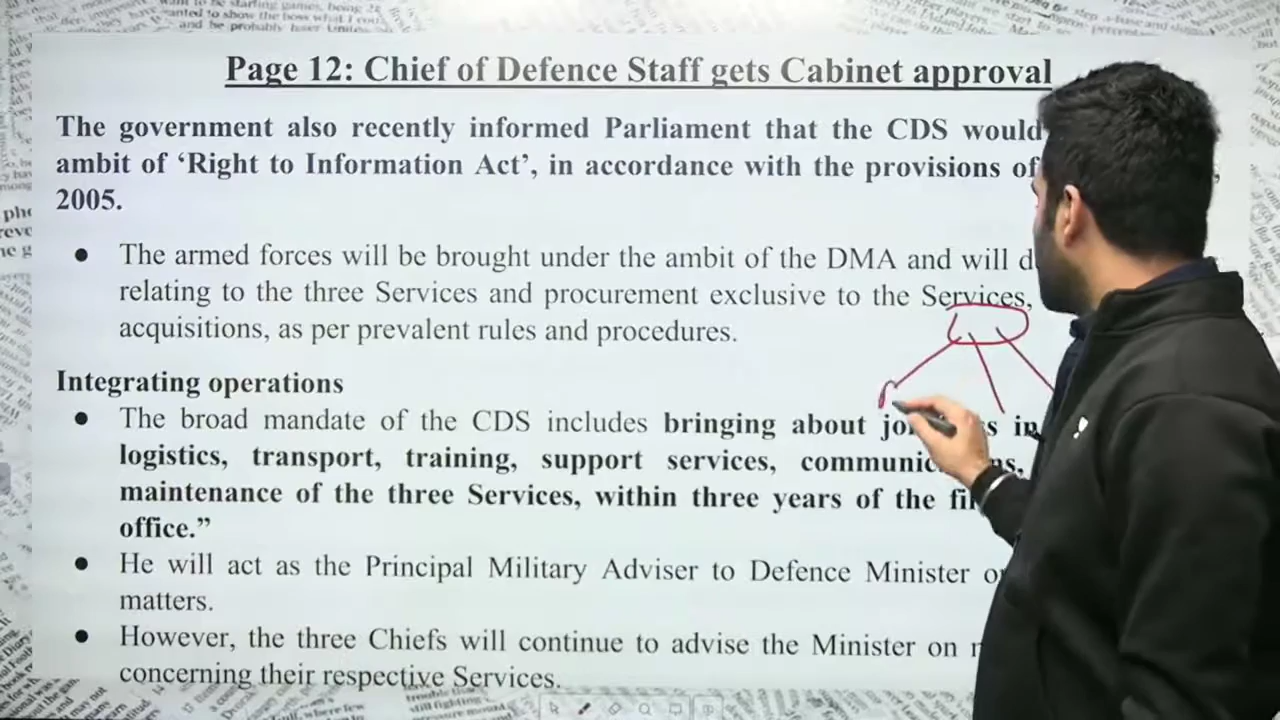 Page 12: Chief of Defence Staff gets Cabinet approval
The government also recently informed Parliament that the CDS would
ambit of ‘Right to Information Act’, in accordance with the provisions of
2005.
● The armed forces will be brought under the ambit of the DMA and will
relating to the three Services and procurement exclusive to the Services,
acquisitions, as per prevalent rules and procedures.
Integrating operations
● The broad mandate of the CDS includes bringing about
logistics, transport, training, support services,
maintenance of the three Services, within three years of the
office.”
● He will act as the Principal Military Adviser to Defence Minister
matters.
● However, the three Chiefs will continue to advise the Minister on
concerning their respective Services.